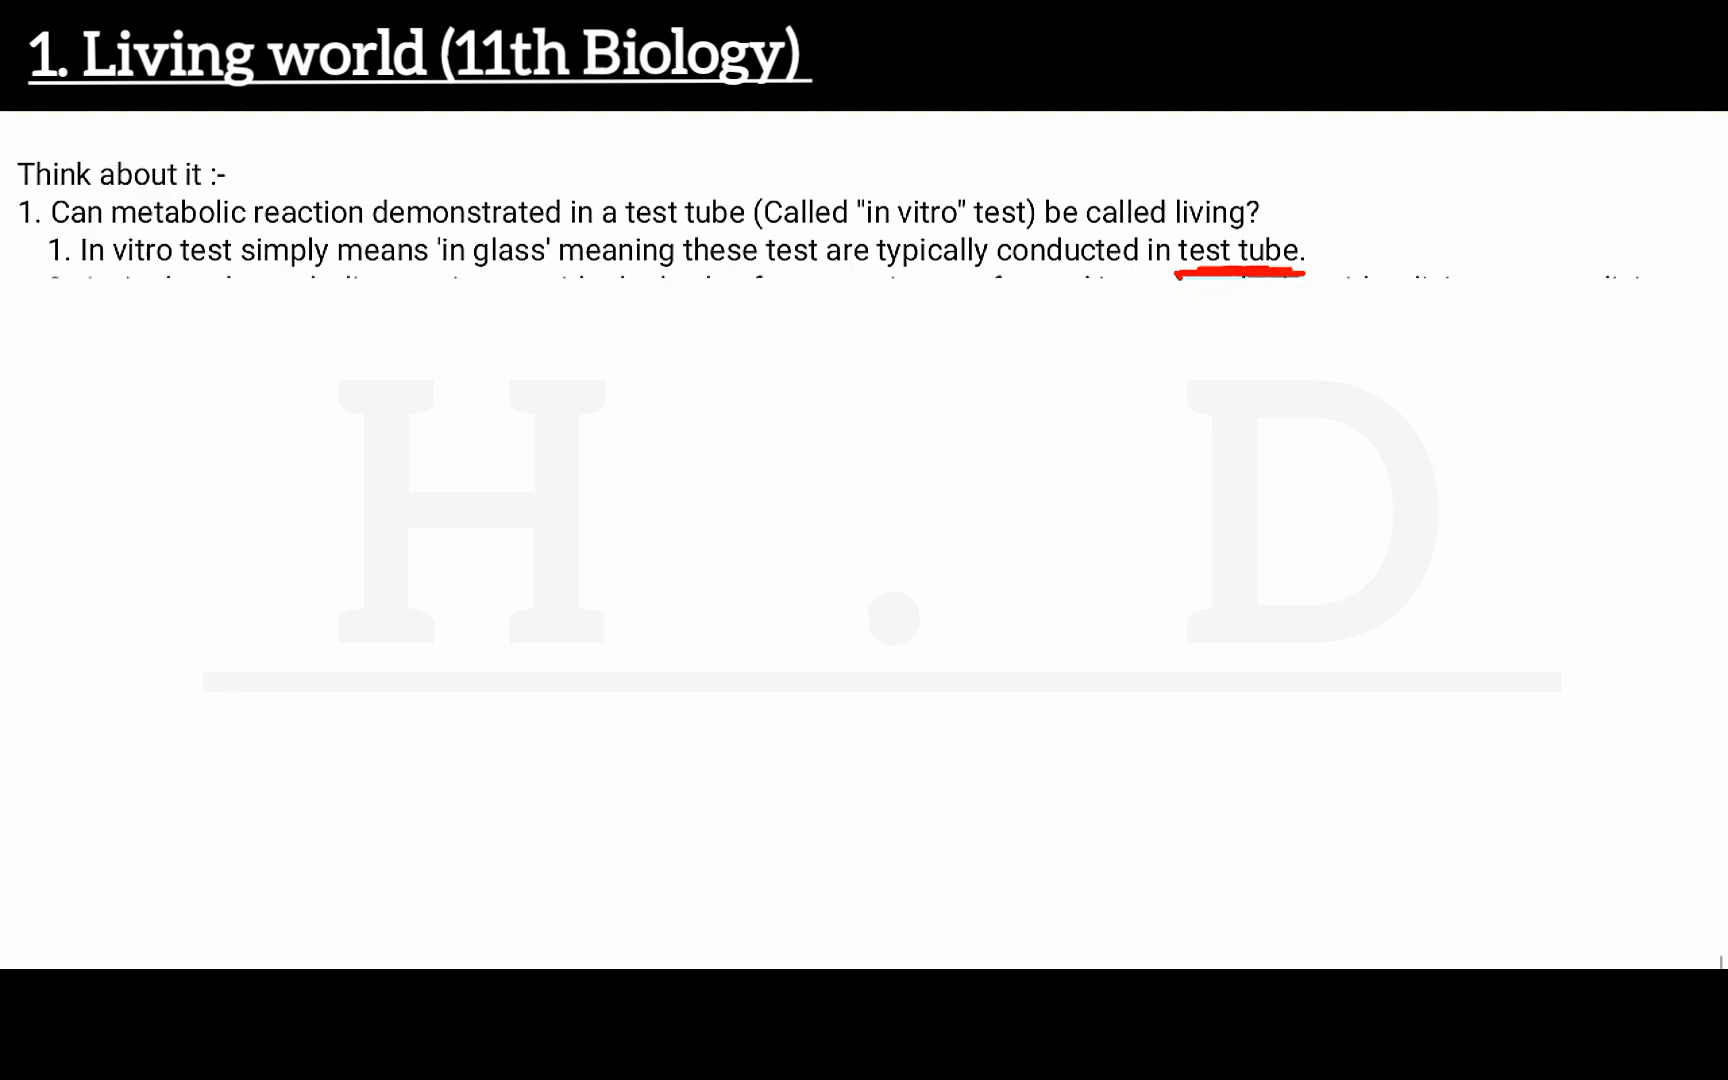 1. Living world (11th Biology)
Think about it :-
1. Can metabolic reaction demonstrated in a test tube (Called "in vitro" test) be called living?
1. In vitro test simply means 'in glass' meaning these test are typically conducted in test tube.
H . D